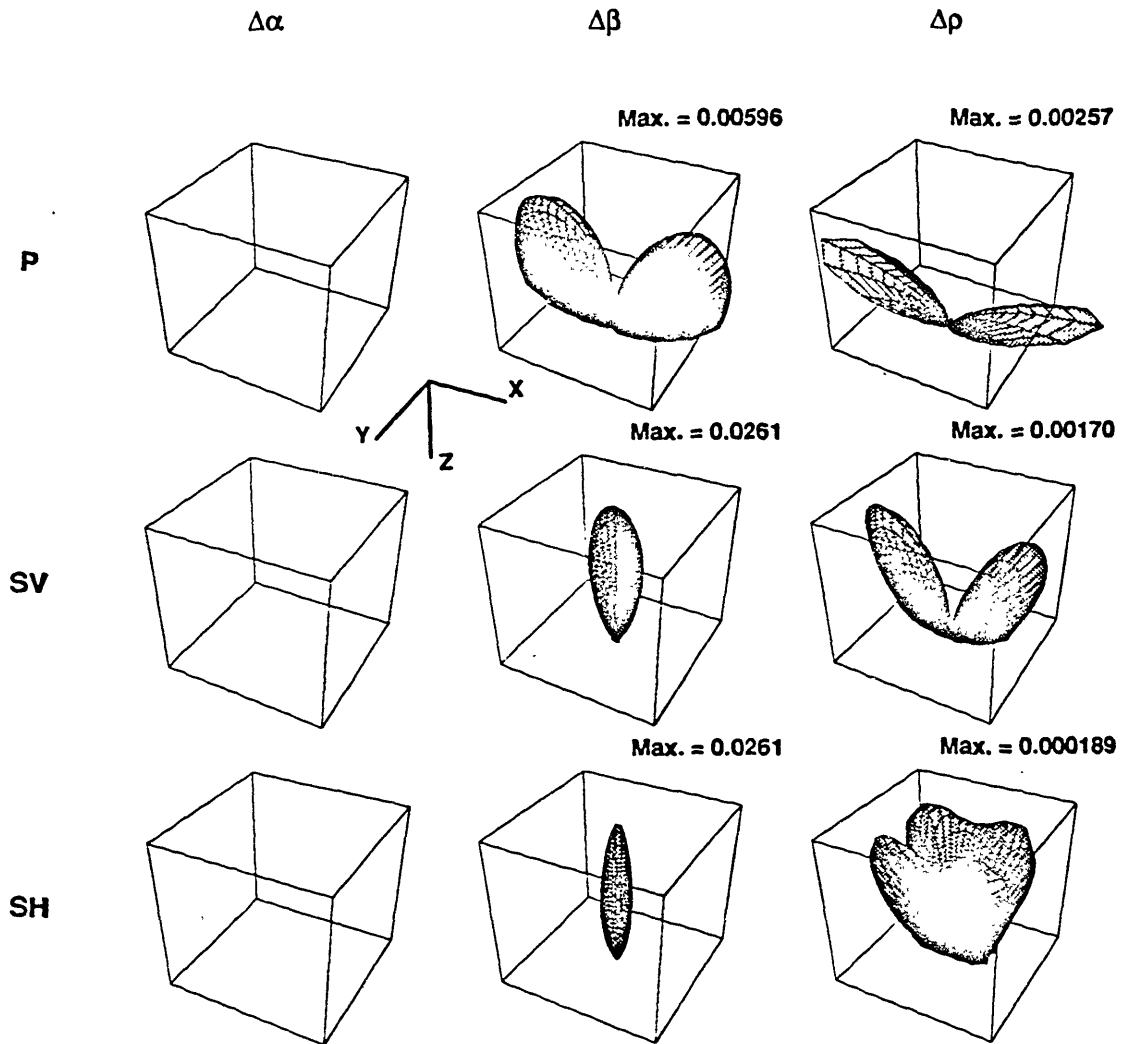 Δα Δβ Δρ
Max. = 0.00596 Max. = 0.00257
P
X
Y
Z
Max. = 0.0261 Max. = 0.00170
SV
Max. = 0.0261 Max. = 0.000189
SH